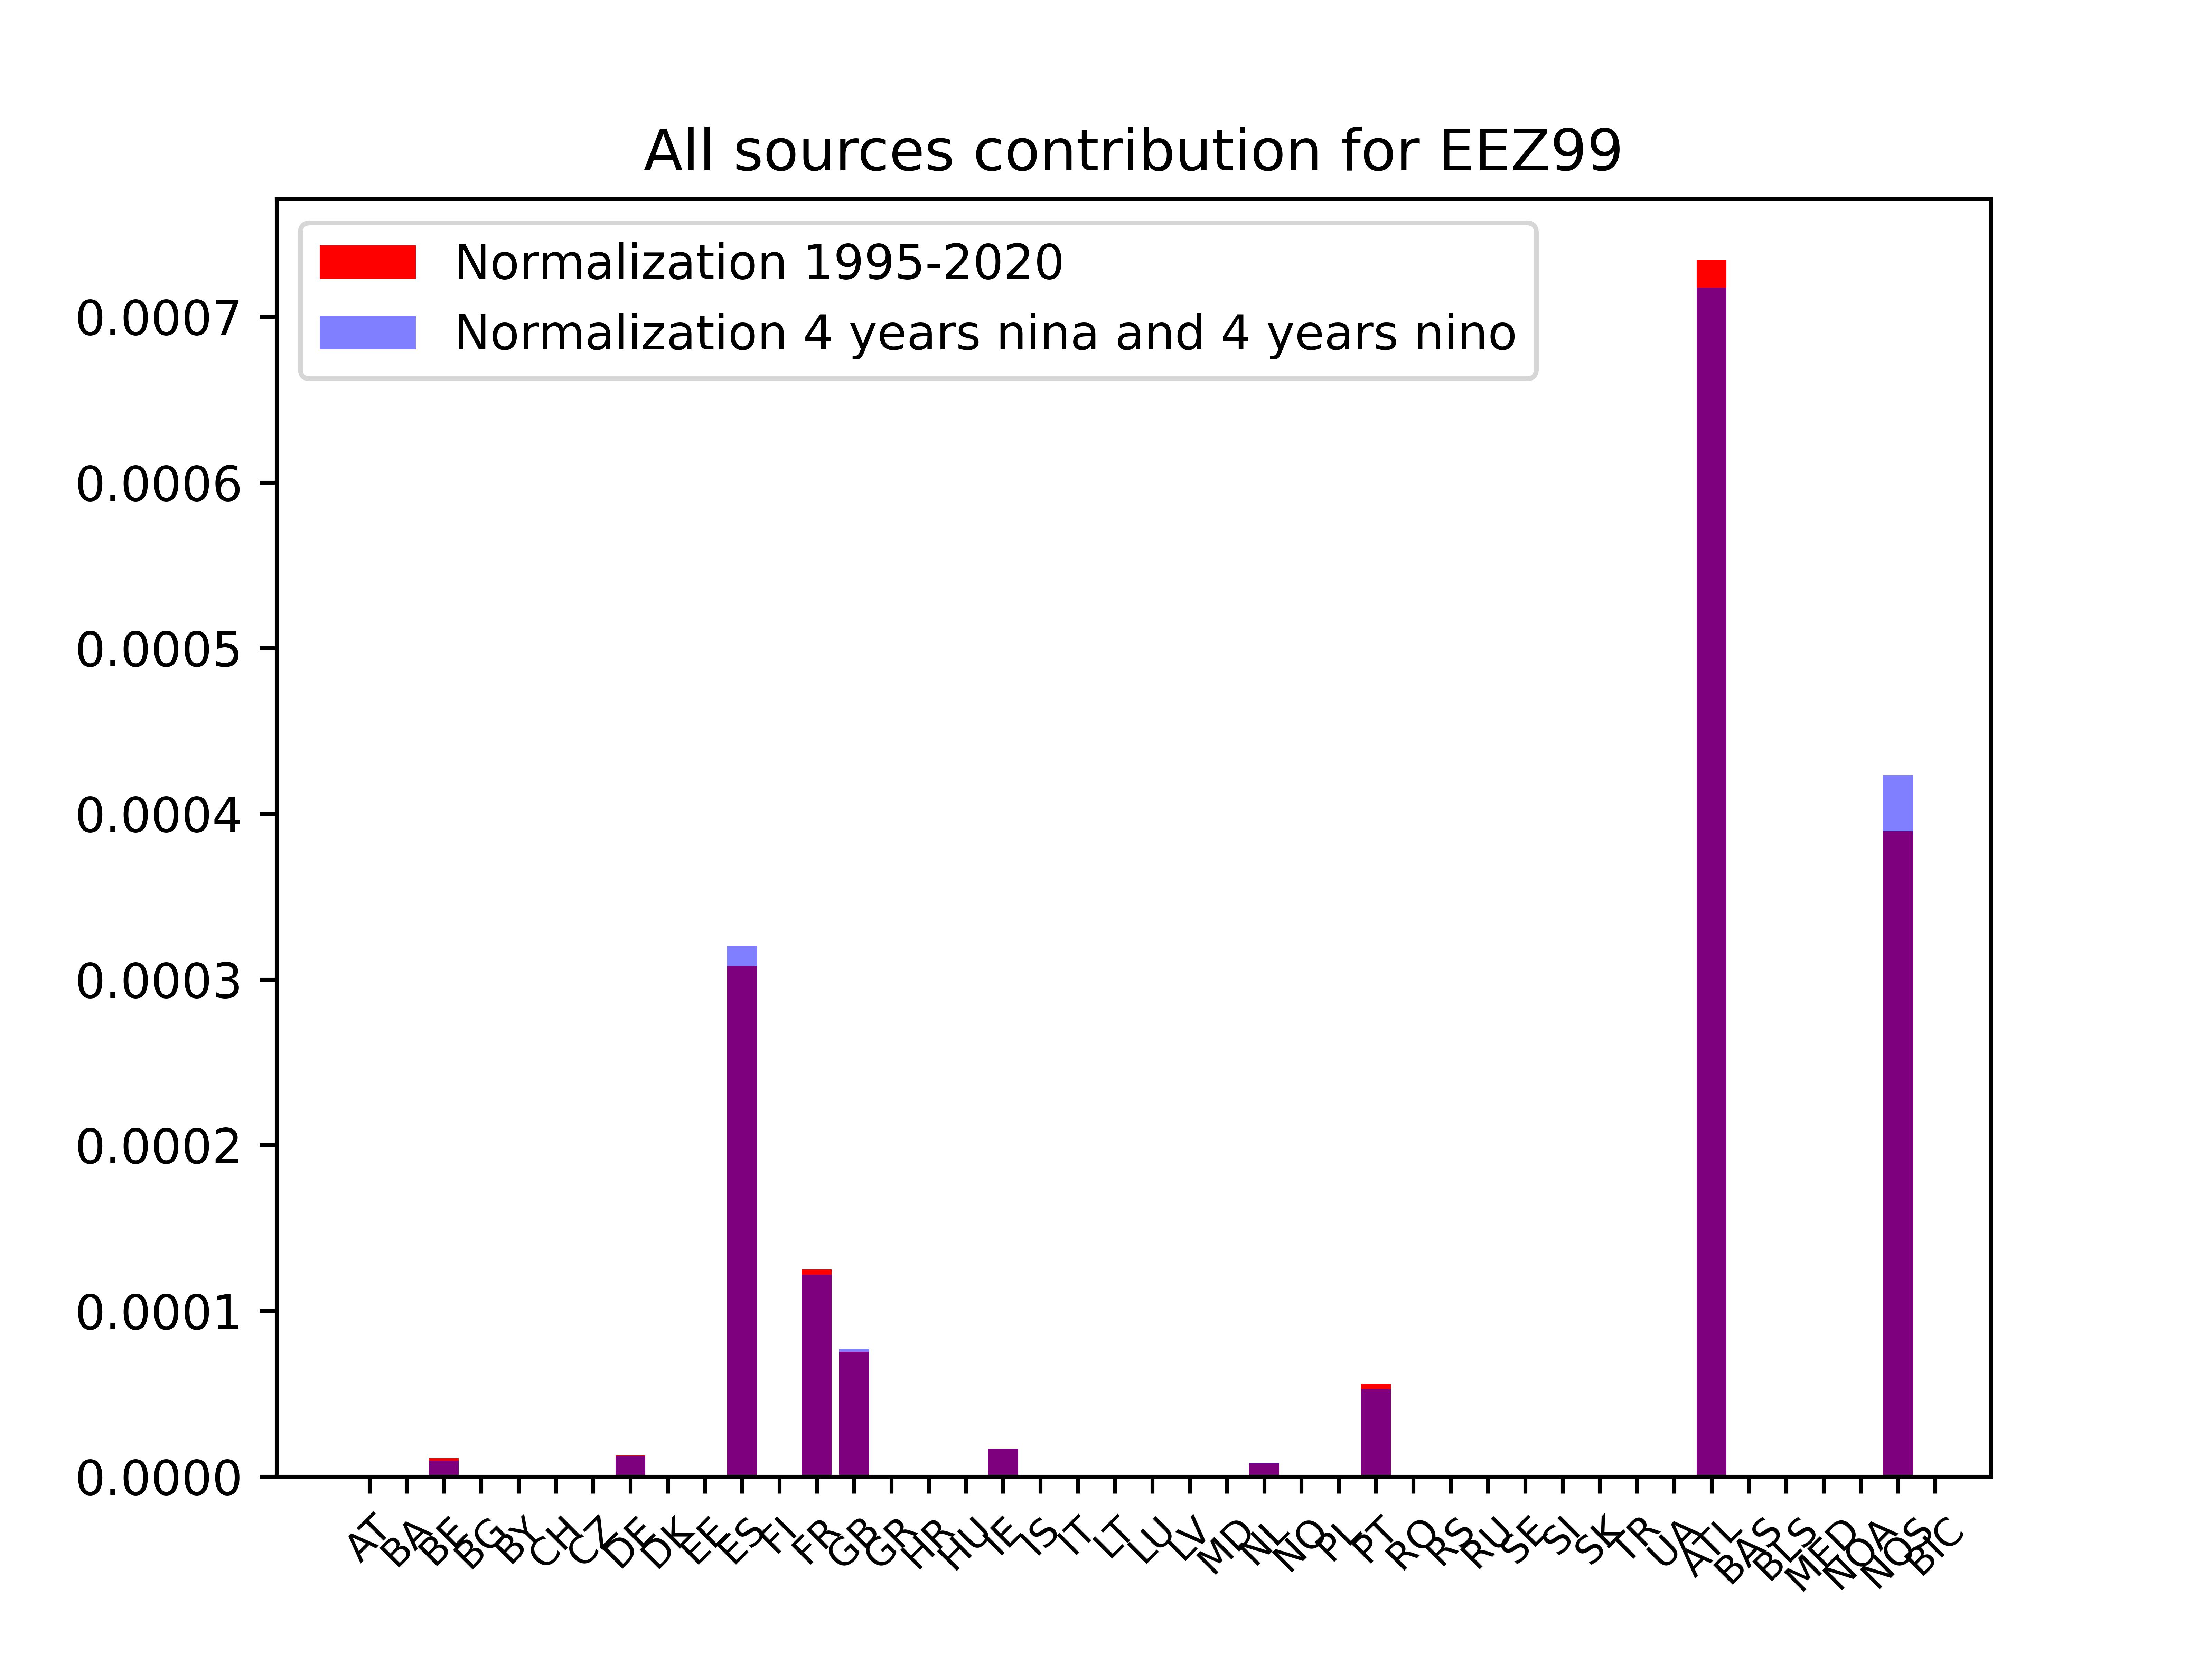 All sources contribution for EEZ99
Normalization 1995-2020
Normalization 4 years nina and 4 years nino
0.0007
0.0006
0.0005
0.0004
0.0003
0.0002
0.0001
0.0000
AT
BA
BE
BG
BY
CH
CZ
DE
DK
EE
ES
FI
FR
GB
GR
HR
HU
IE
IS
IT
LT
LU
LV
MD
NL
NO
PL
PT
RO
RS
RU
SE
SI
SK
TR
UA
ATL
BAS
BLS
MED
NOA
NOS
BIC